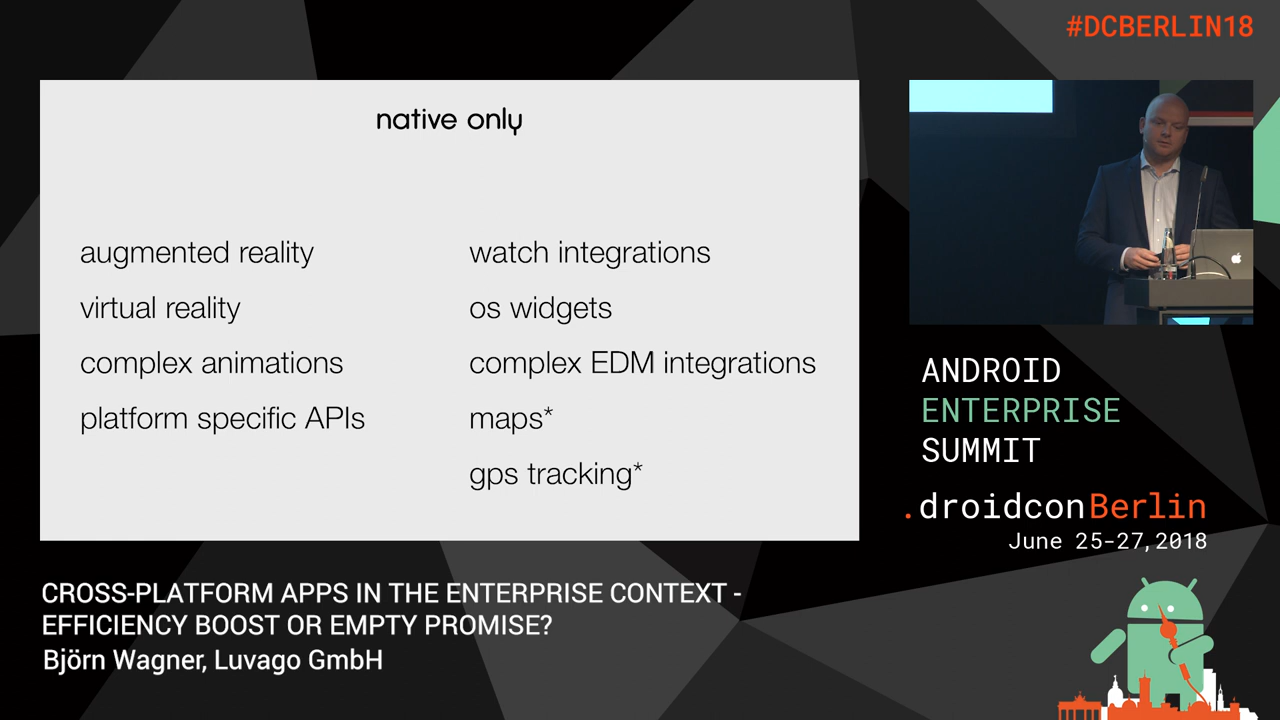 #DCBERLIN18
native only
augmented reality
virtual reality
complex animations
platform specific APIs
watch integrations
os widgets
complex EDM integrations
maps*
gps tracking*
ANDROID
ENTERPRISE
SUMMIT
.droidconBerlin
June 25-27, 2018
CROSS-PLATFORM APPS IN THE ENTERPRISE CONTEXT -
EFFICIENCY BOOST OR EMPTY PROMISE?
Björn Wagner, Luvago GmbH